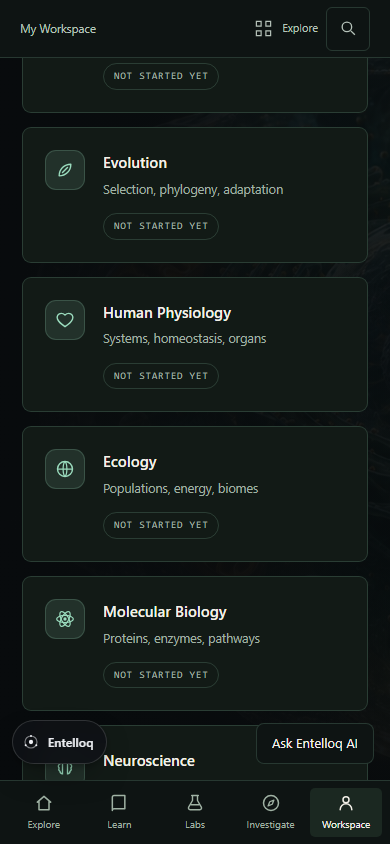 My Workspace
Explore
NOT STARTED YET
Evolution
Selection, phylogeny, adaptation
NOT STARTED YET
Human Physiology
Systems, homeostasis, organs
NOT STARTED YET
Ecology
Populations, energy, biomes
NOT STARTED YET
Molecular Biology
Proteins, enzymes, pathways
NOT STARTED YET
Entelloq
Ask Entelloq AI
Neuroscience
Explore
Learn
Labs
Investigate
Workspace